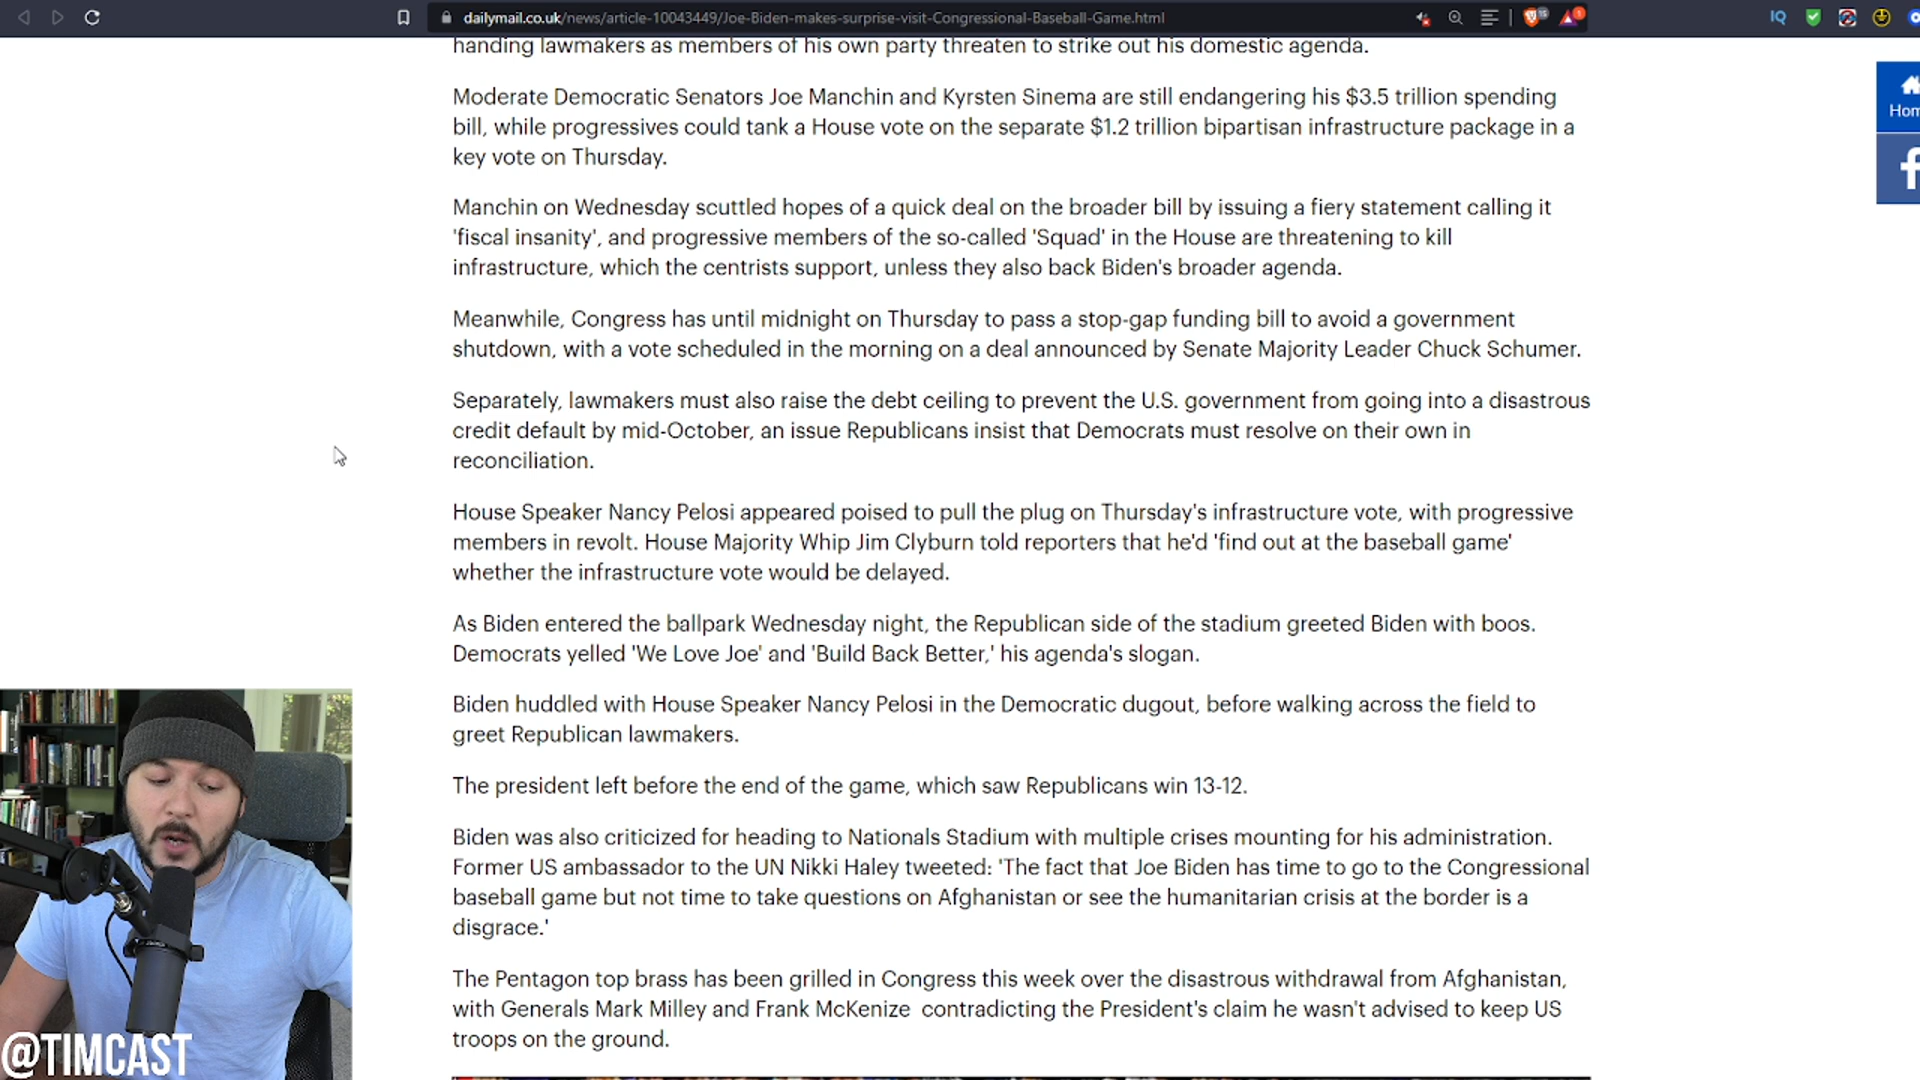 dailymail.co.uk/news/article-10043449/Joe-Biden-makes-surprise-visit-Congressional-Baseball-Game.html
IQ
Hom
handing lawmakers as members of his own party threaten to strike out his domestic agenda.
Moderate Democratic Senators Joe Manchin and Kyrsten Sinema are still endangering his $3.5 trillion spending
bill, while progressives could tank a House vote on the separate $1.2 trillion bipartisan infrastructure package in a
key vote on Thursday.
Manchin on Wednesday scuttled hopes of a quick deal on the broader bill by issuing a fiery statement calling it
'fiscal insanity', and progressive members of the so-called 'Squad' in the House are threatening to kill
infrastructure, which the centrists support, unless they also back Biden's broader agenda.
Meanwhile, Congress has until midnight on Thursday to pass a stop-gap funding bill to avoid a government
shutdown, with a vote scheduled in the morning on a deal announced by Senate Majority Leader Chuck Schumer.
Separately, lawmakers must also raise the debt ceiling to prevent the U.S. government from going into a disastrous
credit default by mid-October, an issue Republicans insist that Democrats must resolve on their own in
reconciliation.
House Speaker Nancy Pelosi appeared poised to pull the plug on Thursday's infrastructure vote, with progressive
members in revolt. House Majority Whip Jim Clyburn told reporters that he'd 'find out at the baseball game'
whether the infrastructure vote would be delayed.
As Biden entered the ballpark Wednesday night, the Republican side of the stadium greeted Biden with boos.
Democrats yelled 'We Love Joe' and 'Build Back Better,' his agenda's slogan.
Biden huddled with House Speaker Nancy Pelosi in the Democratic dugout, before walking across the field to
greet Republican lawmakers.
The president left before the end of the game, which saw Republicans win 13-12.
Biden was also criticized for heading to Nationals Stadium with multiple crises mounting for his administration.
Former US ambassador to the UN Nikki Haley tweeted: 'The fact that Joe Biden has time to go to the Congressional
baseball game but not time to take questions on Afghanistan or see the humanitarian crisis at the border is a
disgrace.'
The Pentagon top brass has been grilled in Congress this week over the disastrous withdrawal from Afghanistan,
with Generals Mark Milley and Frank McKenize contradicting the President's claim he wasn't advised to keep US
troops on the ground.
@TIMCAST